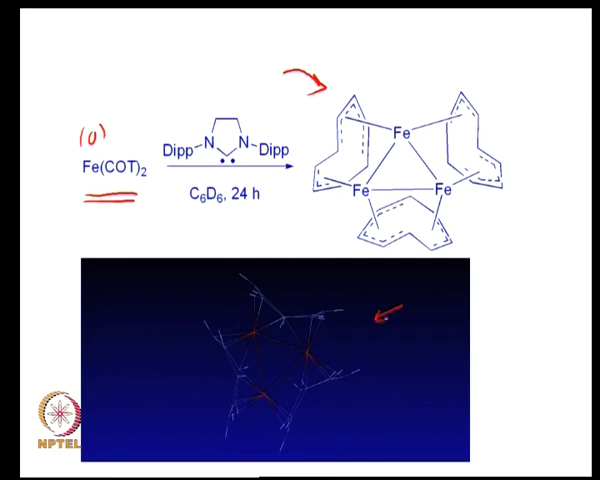 (0)
Fe(COT)2
Dipp N N Dipp
C6D6, 24 h
Fe
Fe Fe
NPTEL